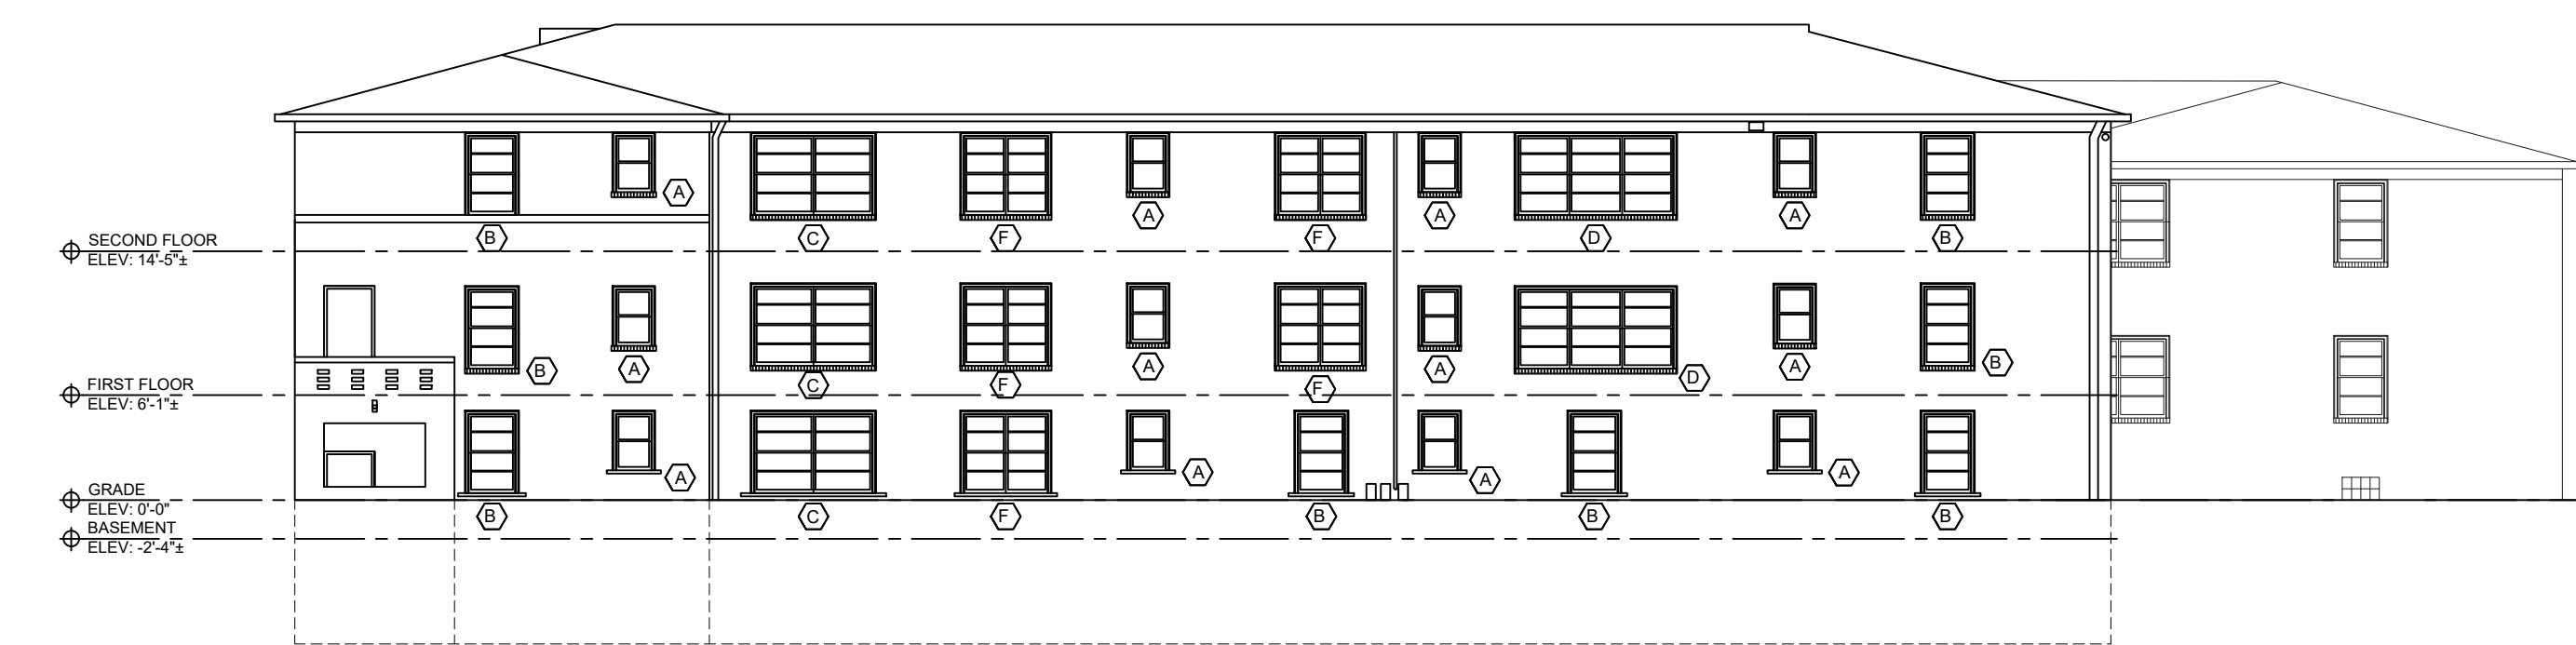 A
A
A
A
B
C
F
F
D
B
SECOND FLOOR
ELEV: 14'-5"±
B
A
C
F
A
F
A
D
A
B
FIRST FLOOR
ELEV: 6'-1"±
A
A
A
A
GRADE
ELEV: 0'-0"
B
C
F
B
B
B
BASEMENT
ELEV: -2'-4"±